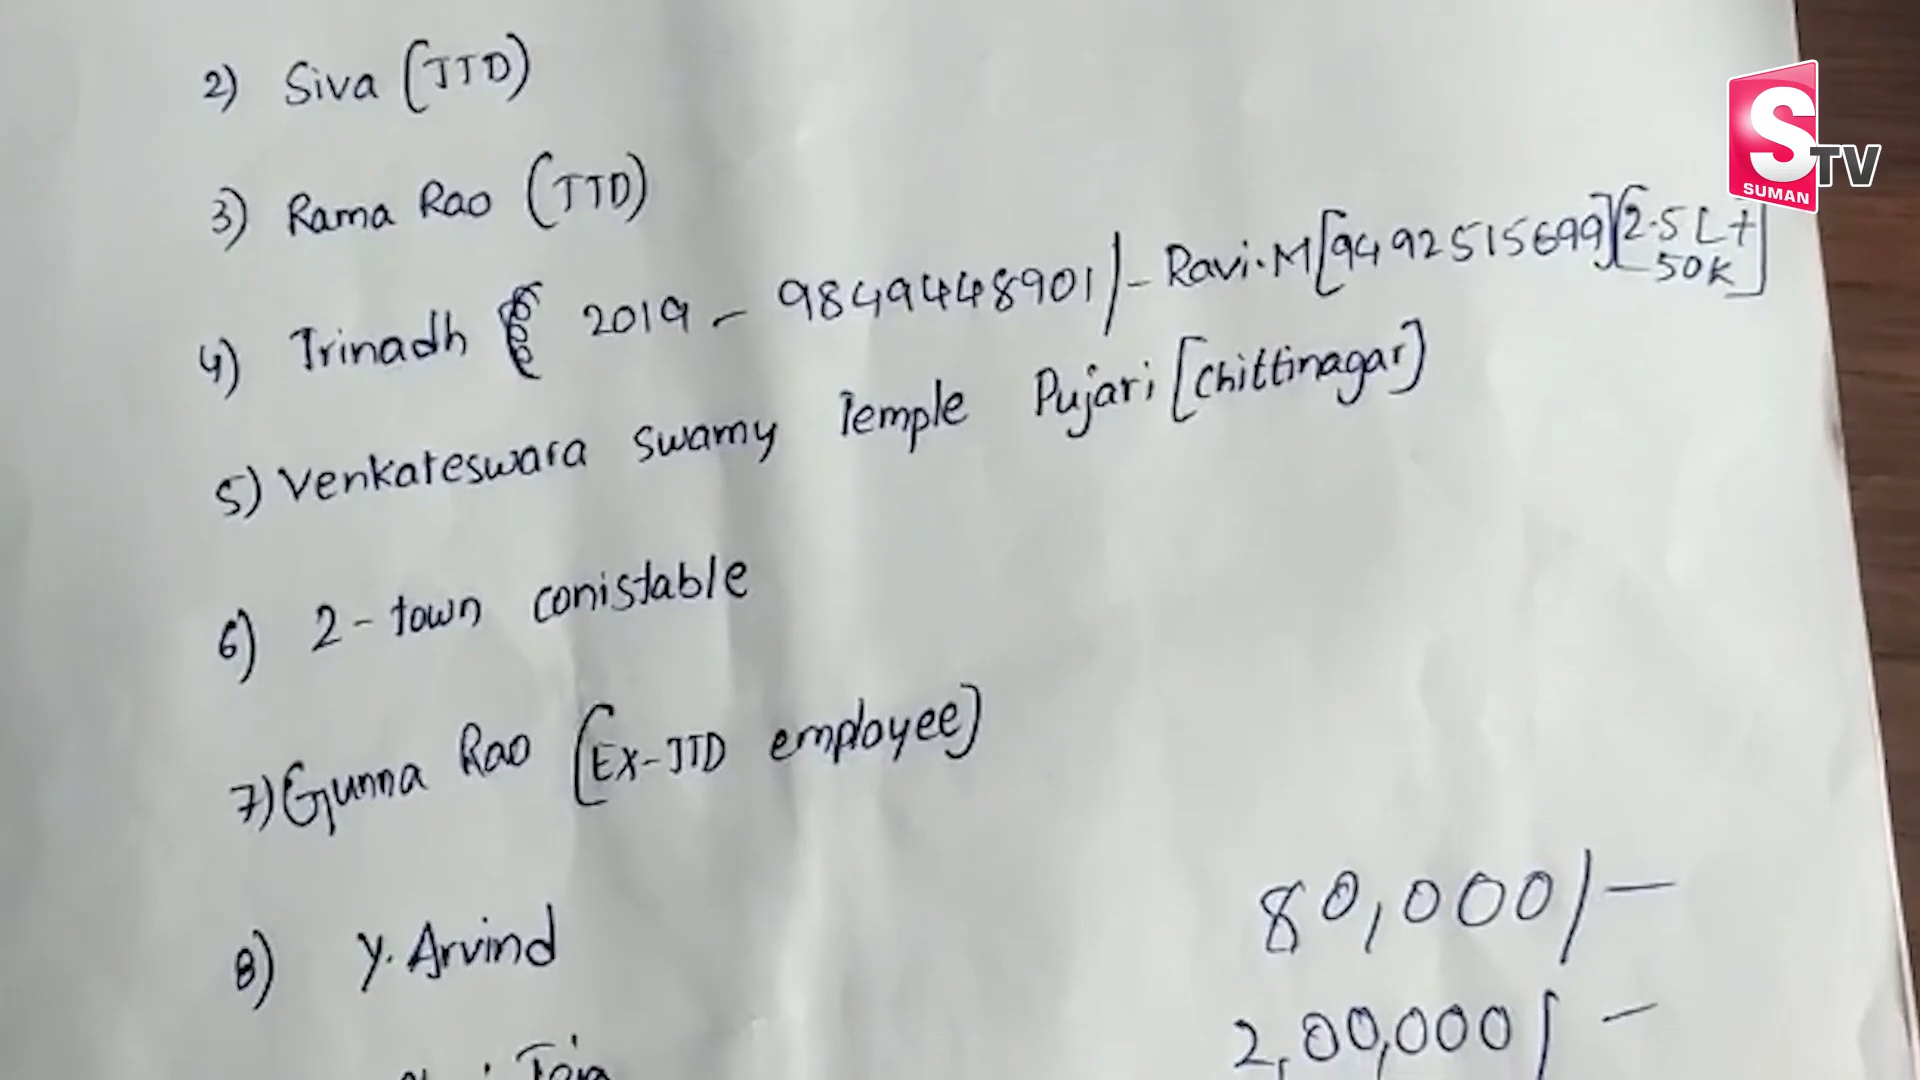 2) Siva (TTD)
3) Rama Rao (TTD)
4) Trinadh 2019 - 9849448901/- Ravi.M [9492515699] [2.5 L + 50K]
5) Venkateswara swamy Temple Pujari [chittinagar]
6) 2-town conistable
7) Gunna Rao (EX-TTD employee)
80,000/-
8) Y. Arvind
2,00,000/-
S SUMAN TV